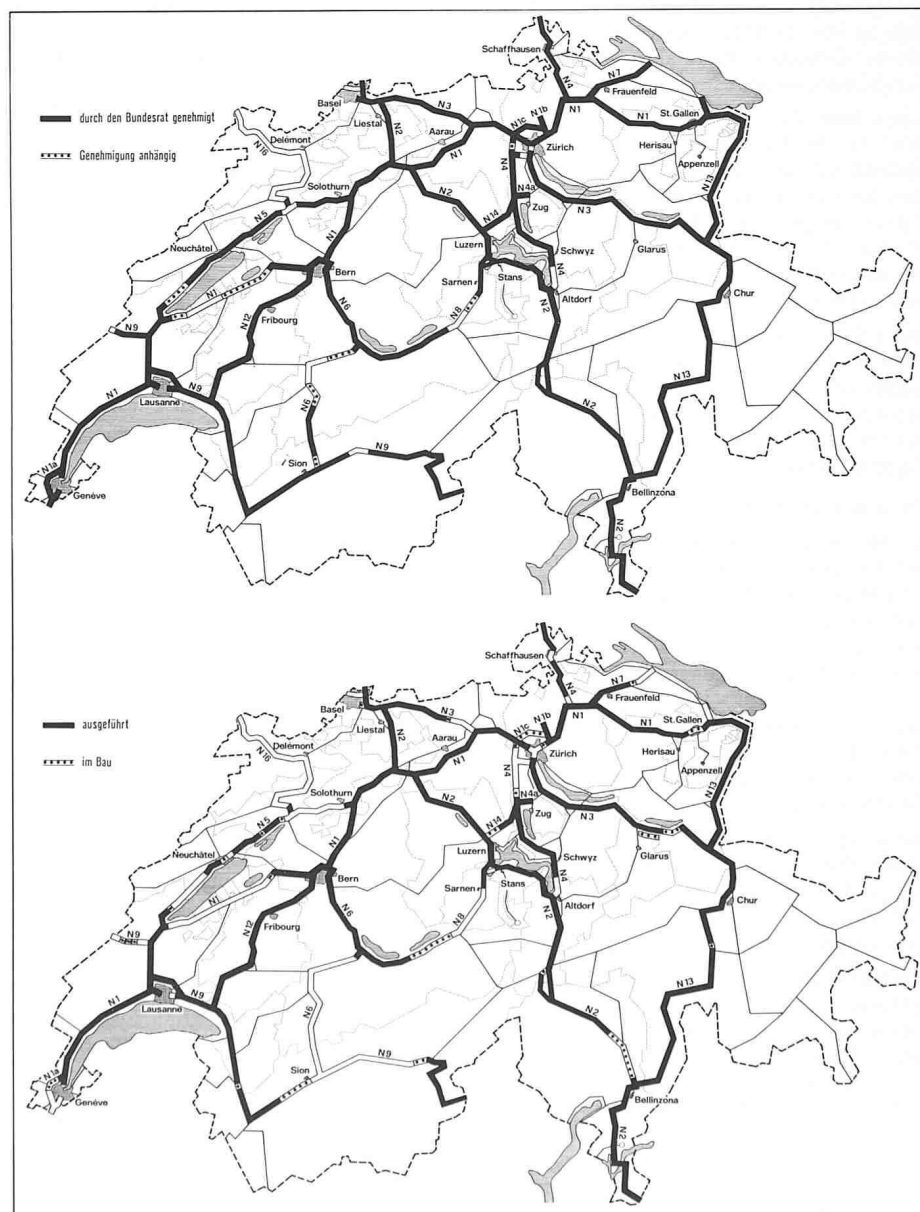 Schaffhausen
N4
N7
Frauenfeld
Basel
N3
N1c
N1b
N1
St.Gallen
durch den Bundesrat genehmigt
Liestal
N2
Aarau
N1
Zürich
Herisau
Delémont
N1
Appenzell
Genehmigung anhängig
N16
N4
N13
Solothurn
N2
N4a
Zug
N5
N14
N3
Neuchâtel
N1
Luzern
Schwyz
Glarus
Bern
Sarnen
Stans
N4
N1
N6
Altdorf
Chur
N9
N12
Fribourg
N8
N2
N13
N1
N9
N2
Lausanne
N6
N9
N1a
Sion
Genève
Bellinzona
N2
Schaffhausen
N7
N4
Frauenfeld
Basel
N3
N1c
N1b
N1
N1
St.Gallen
ausgeführt
Liestal
Aarau
Zürich
Herisau
Delémont
N2
N1
Appenzell
im Bau
N16
N4
N13
Solothurn
N2
N4a
Zug
N5
N14
N3
Neuchâtel
N1
Luzern
Schwyz
Glarus
Bern
Sarnen
Stans
N4
N1
N6
Altdorf
Chur
N9
N12
Fribourg
N8
N2
N13
N1
N9
N2
Lausanne
N6
N9
N1a
Sion
Genève
Bellinzona
N2